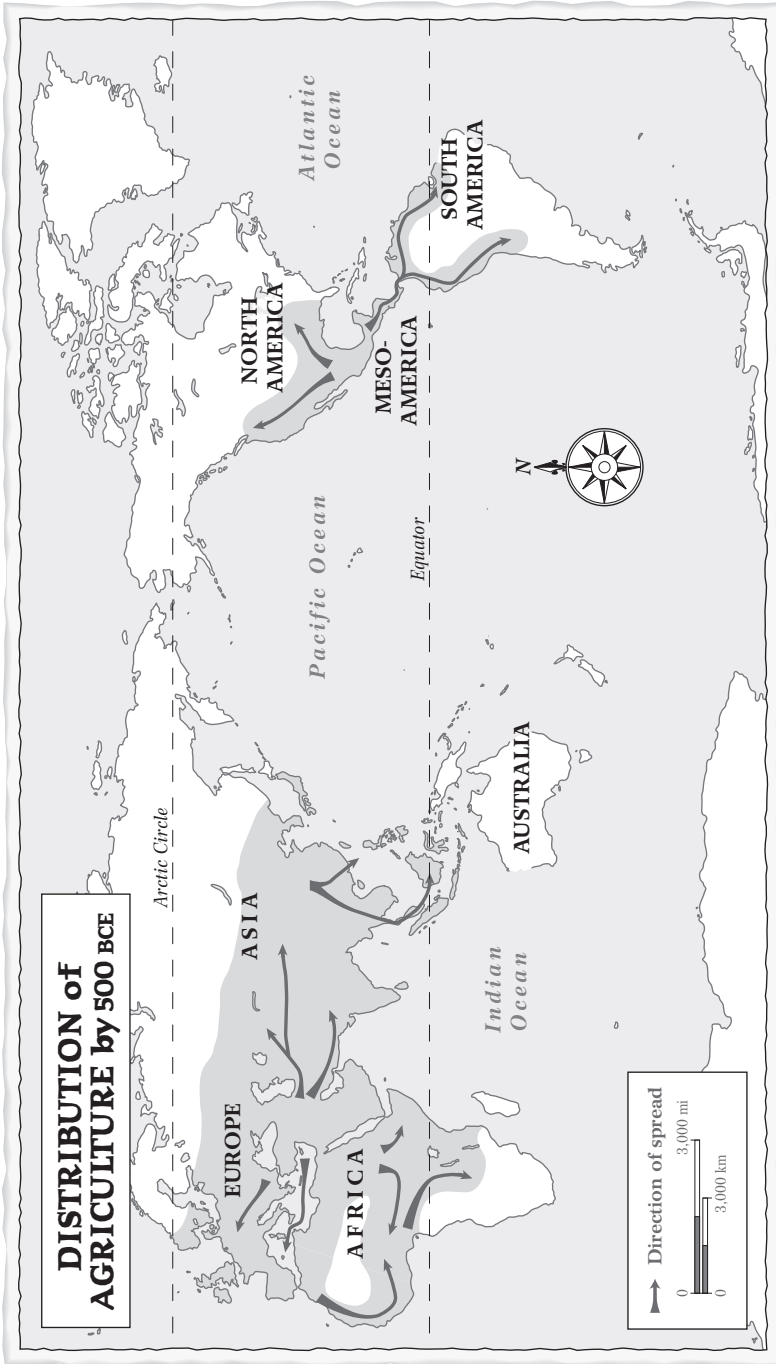 DISTRIBUTION of
AGRICULTURE by 500 BCE
Arctic Circle
NORTH
AMERICA
Atlantic
Ocean
EUROPE
ASIA
Pacific Ocean
MESO-
AMERICA
AFRICA
Equator
SOUTH
AMERICA
Indian
Ocean
AUSTRALIA
N
Direction of spread
0
3,000 mi
0
3,000 km